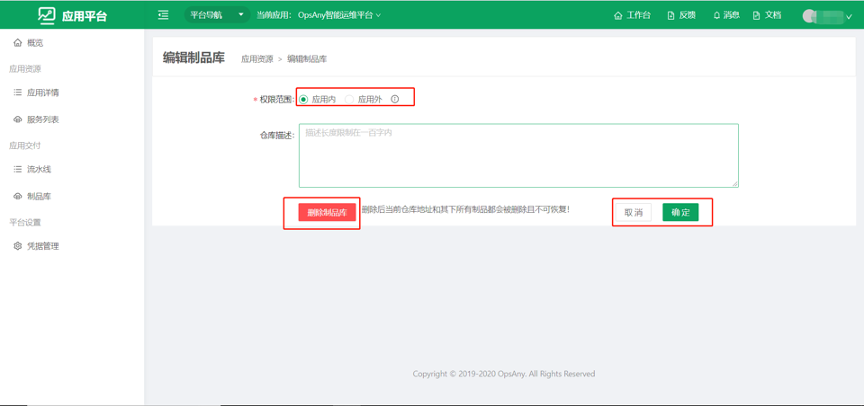 应用平台
平台导航 当前应用: OpsAny智能运维平台 工作台 反馈 消息 文档
概览
应用资源
应用详情
服务列表
应用交付
流水线
制品库
平台设置
凭据管理
编辑制品库 应用资源 > 编辑制品库
* 权限范围: 应用内 应用外
仓库描述: 描述长度限制在一百字内
删除制品库 删除后当前仓库地址和其下所有制品都会被删除且不可恢复! 取消 确定
Copyright © 2019-2020 OpsAny. All Rights Reserved